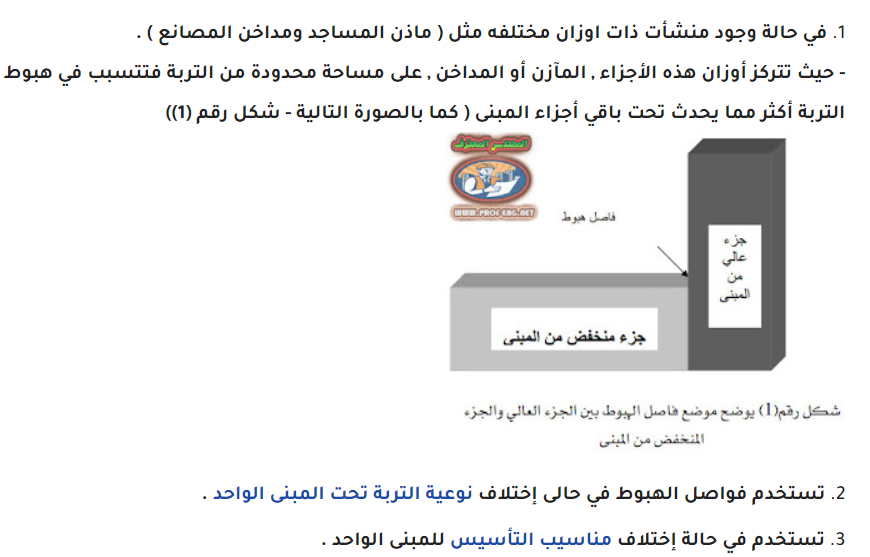 1. في حالة وجود منشأت ذات اوزان مختلفه مثل ( ماذن المساجد ومداخن المصانع ) .
- حيث تتركز أوزان هذه الأجزاء , المآزن أو المداخن , على مساحة محدودة من التربة فتتسبب في هبوط
التربة أكثر مما يحدث تحت باقي أجزاء المبنى ( كما بالصورة التالية - شكل رقم (1))
WWW.PROF-ENG.NET
فاصل هبوط
جزء
عالي
من
المبنى
جزء منخفض من المبنى
شكل رقم(1) يوضح موضع فاصل الهبوط بين الجزء العالي والجزء
المنخفض من المبنى
2. تستخدم فواصل الهبوط في حالى إختلاف نوعية التربة تحت المبنى الواحد .
3. تستخدم في حالة إختلاف مناسيب التأسيس للمبنى الواحد .